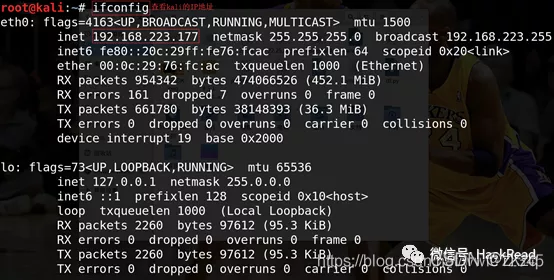 root@kali:~# ifconfig 查看kali的IP地址
eth0: flags=4163<UP,BROADCAST,RUNNING,MULTICAST>  mtu 1500
inet 192.168.223.177  netmask 255.255.255.0  broadcast 192.168.223.255
inet6 fe80::20c:29ff:fe76:fcac  prefixlen 64  scopeid 0x20<link>
ether 00:0c:29:76:fc:ac  txqueuelen 1000  (Ethernet)
RX packets 954342  bytes 474066526 (452.1 MiB)
RX errors 161  dropped 7  overruns 0  frame 0
TX packets 661780  bytes 38148393 (36.3 MiB)
TX errors 0  dropped 0 overruns 0  carrier 0  collisions 0
device interrupt 19  base 0x2000
lo: flags=73<UP,LOOPBACK,RUNNING>  mtu 65536
inet 127.0.0.1  netmask 255.0.0.0
inet6 ::1  prefixlen 128  scopeid 0x10<host>
loop  txqueuelen 1000  (Local Loopback)
RX packets 2260  bytes 97612 (95.3 KiB)
RX errors 0  dropped 0  overruns 0  frame 0
TX packets 2260  bytes 97612 (95.3 KiB)
TX errors 0  dropped 0 overruns 0  carrier 0  collisions 0
微信号: HackRead